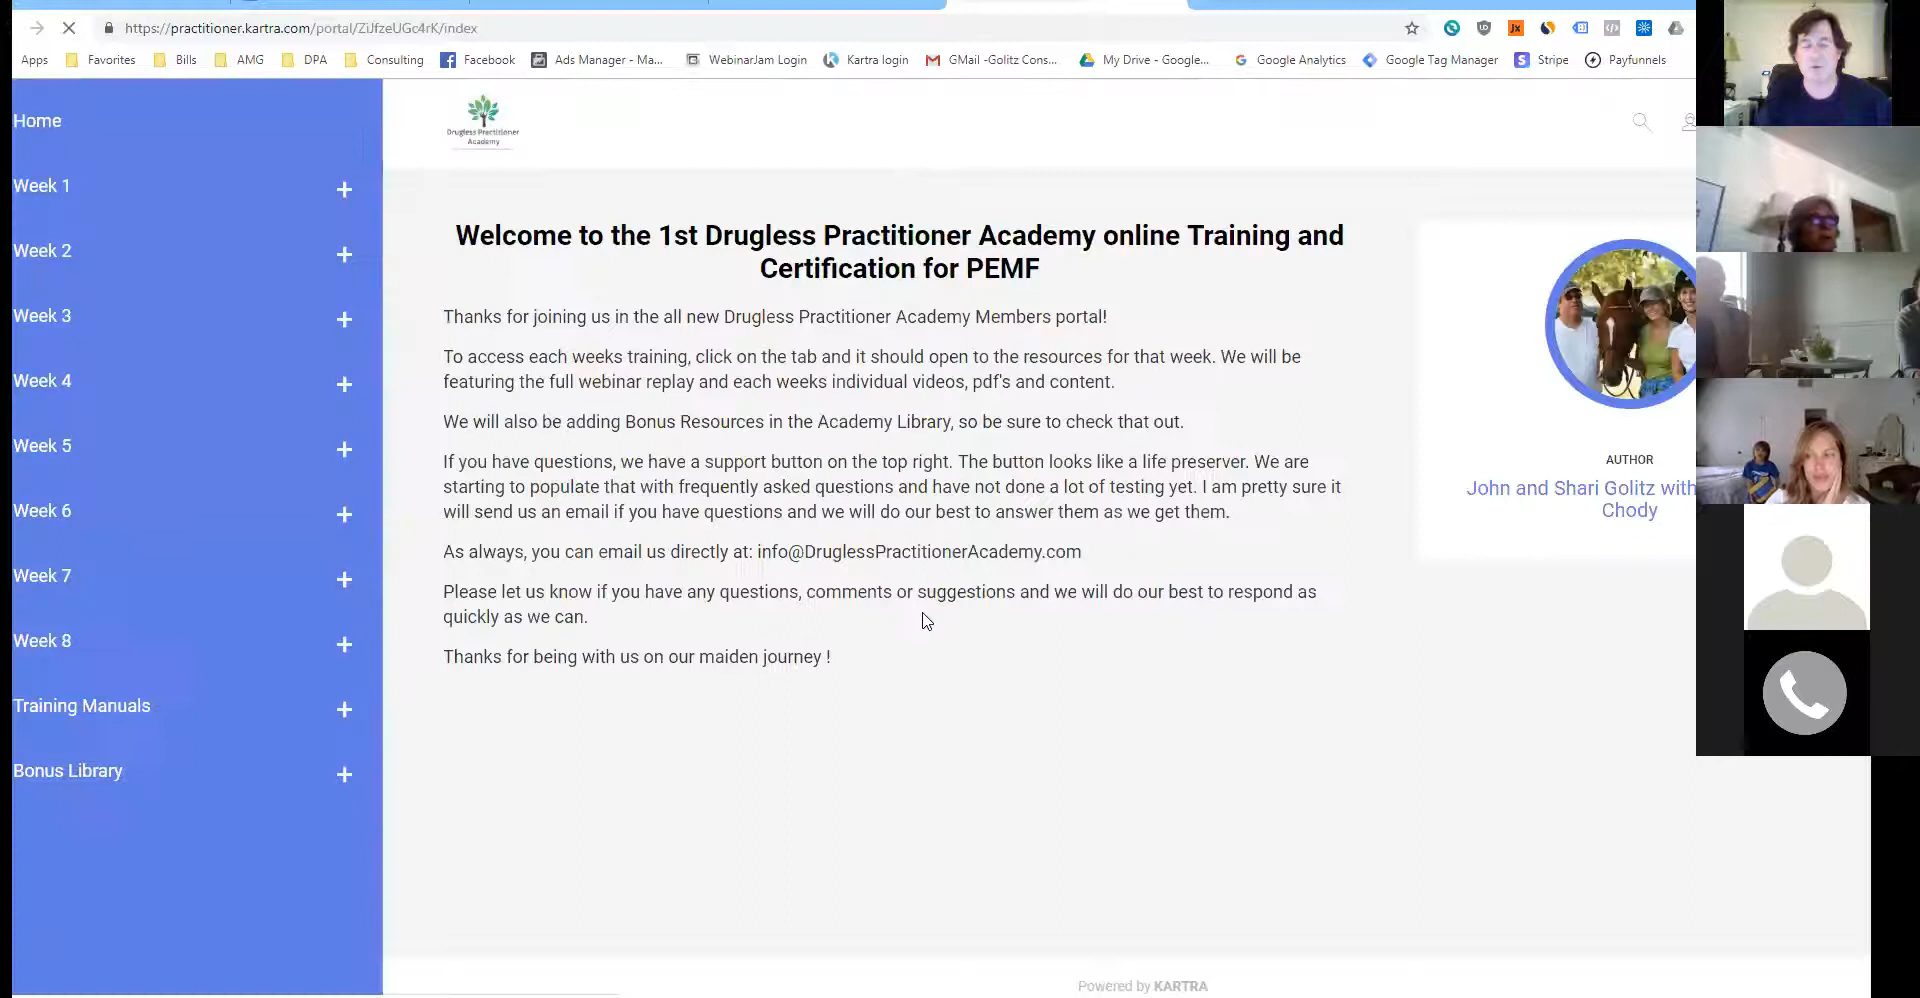 https://practitioner.kartra.com/portal/ZiJfzeUGc4rK/index
Apps Favorites Bills AMG DPA Consulting Facebook Ads Manager - Ma... WebinarJam Login Kartra login GMail -Golitz Cons... My Drive - Google... Google Analytics Google Tag Manager Stripe Payfunnels
Home
Week 1 +
Week 2 +
Week 3 +
Week 4 +
Week 5 +
Week 6 +
Week 7 +
Week 8 +
Training Manuals +
Bonus Library +
Drugless Practitioner
Academy
Welcome to the 1st Drugless Practitioner Academy online Training and
Certification for PEMF
Thanks for joining us in the all new Drugless Practitioner Academy Members portal!
To access each weeks training, click on the tab and it should open to the resources for that week. We will be
featuring the full webinar replay and each weeks individual videos, pdf's and content.
We will also be adding Bonus Resources in the Academy Library, so be sure to check that out.
If you have questions, we have a support button on the top right. The button looks like a life preserver. We are
starting to populate that with frequently asked questions and have not done a lot of testing yet. I am pretty sure it
will send us an email if you have questions and we will do our best to answer them as we get them.
As always, you can email us directly at: info@DruglessPractitionerAcademy.com
Please let us know if you have any questions, comments or suggestions and we will do our best to respond as
quickly as we can.
Thanks for being with us on our maiden journey !
AUTHOR
John and Shari Golitz with
Chody
Powered by KARTRA